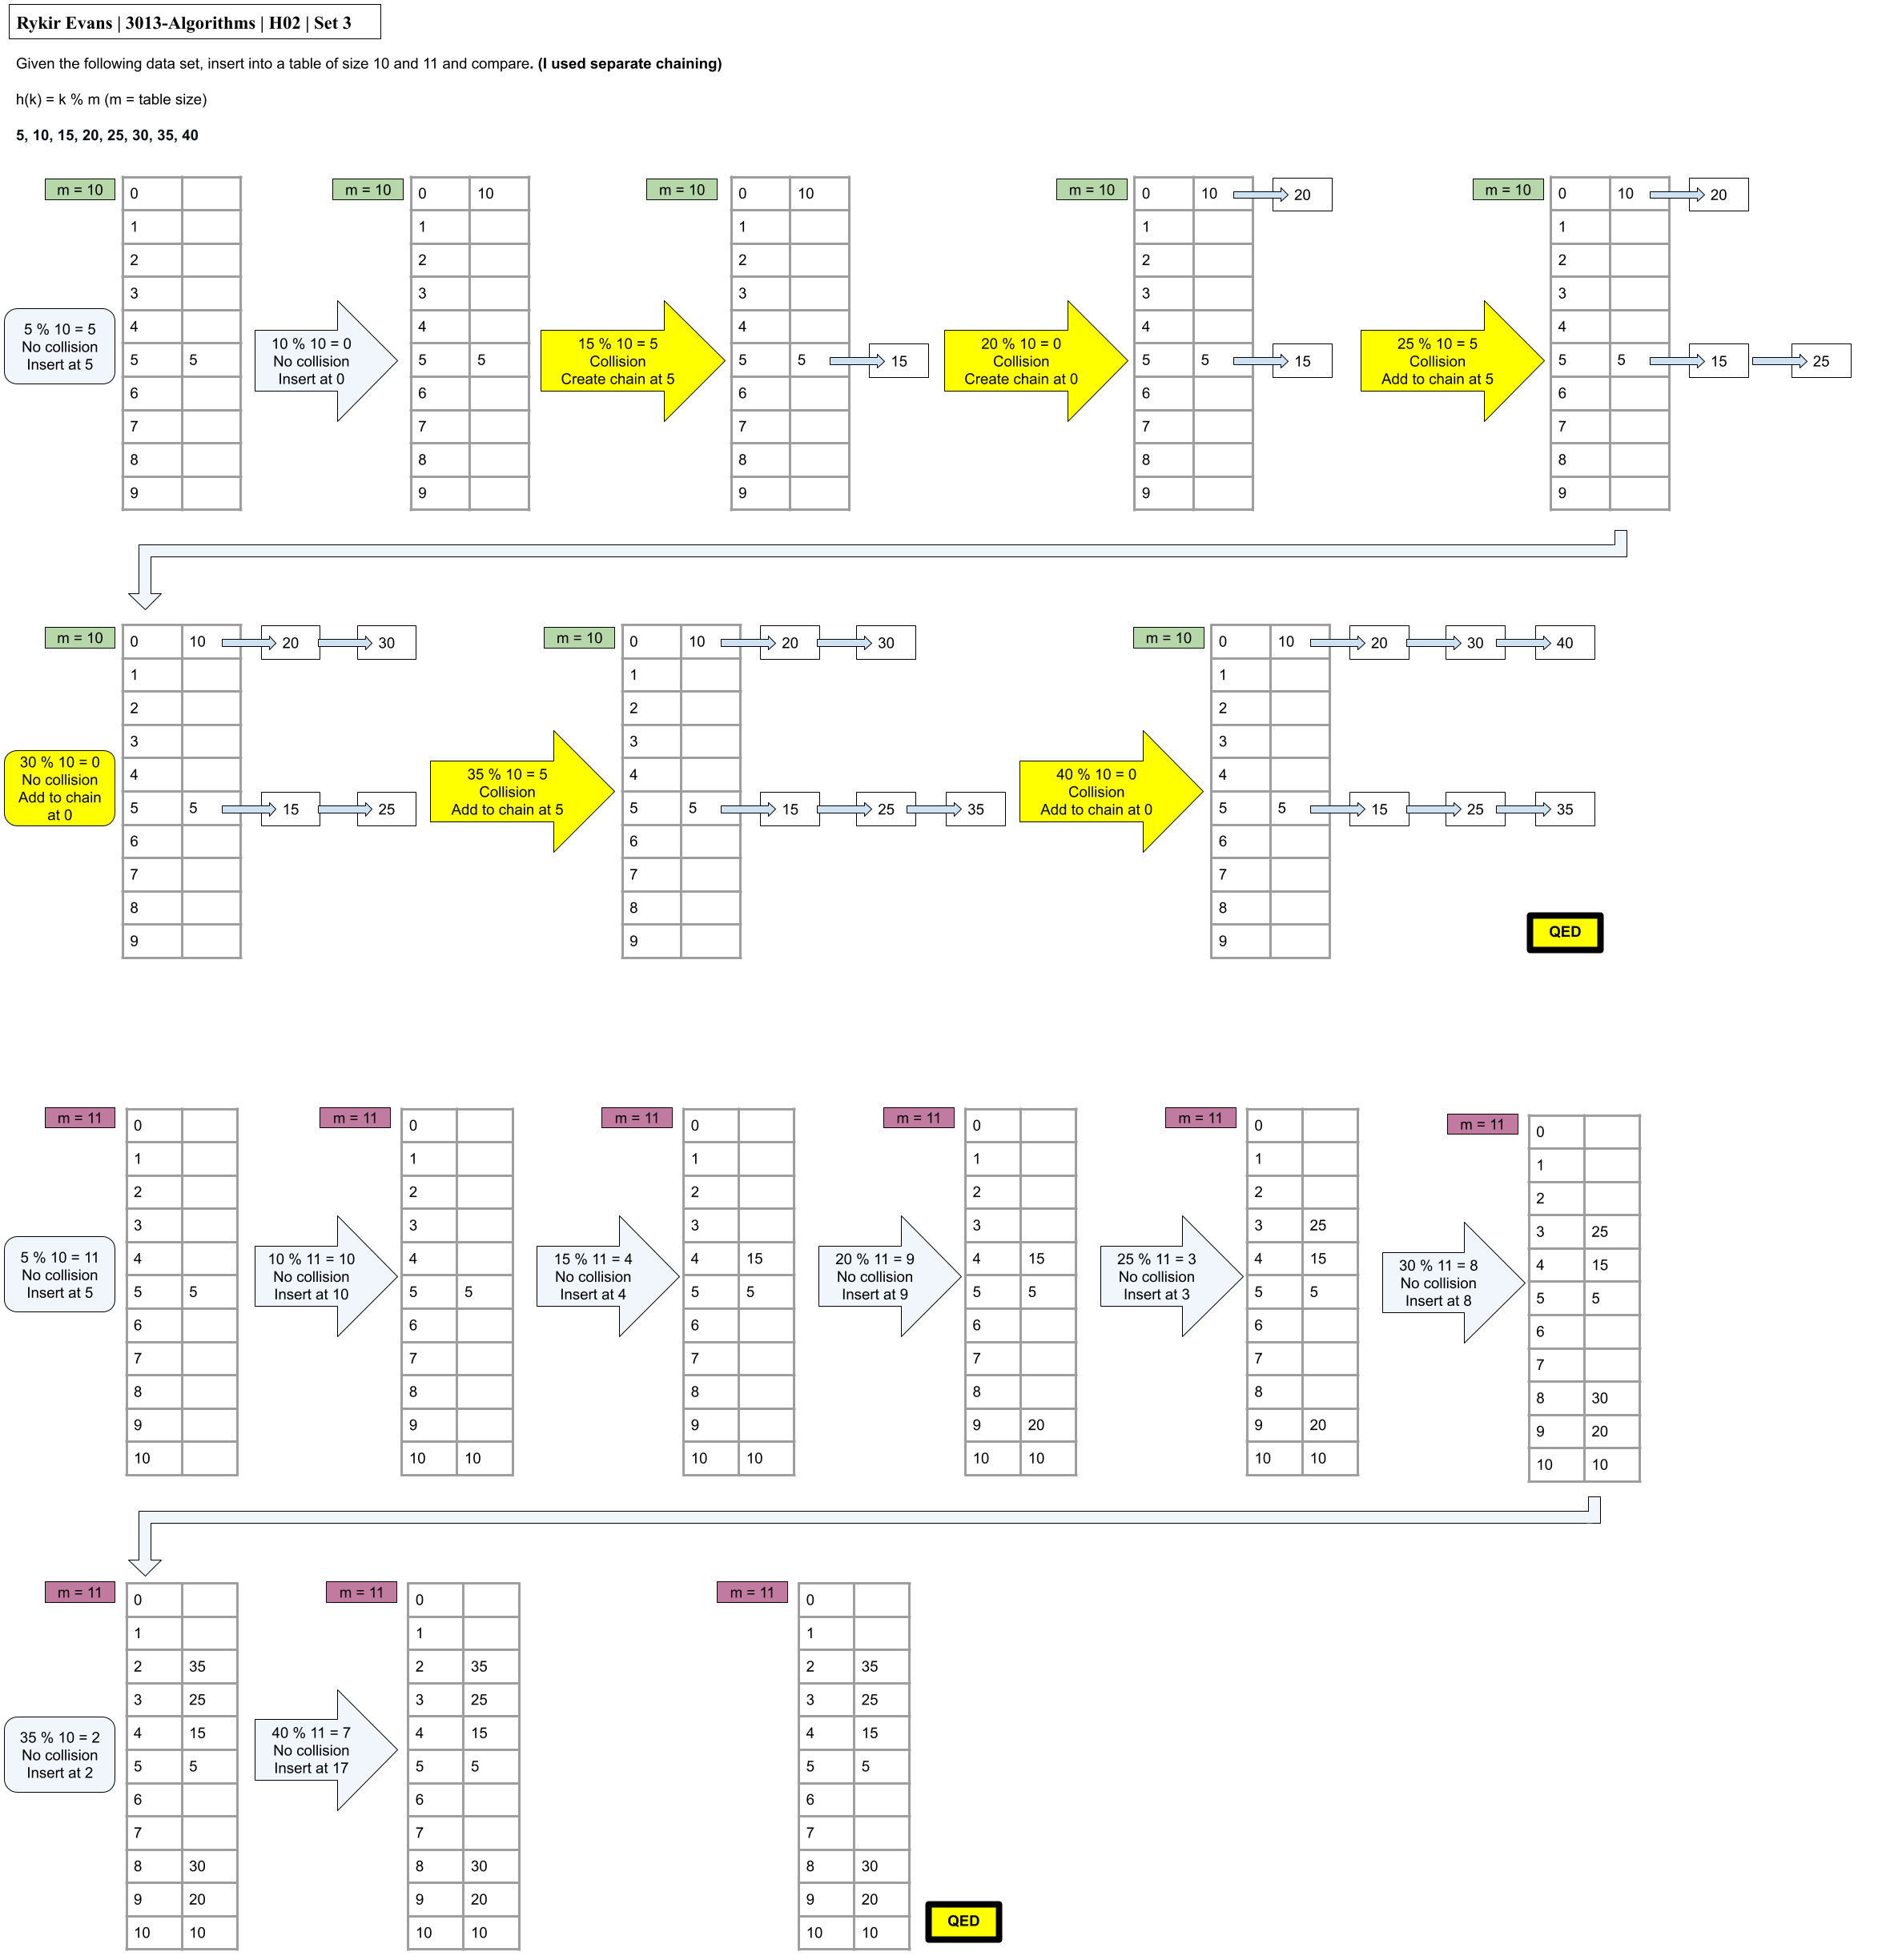 Rykir Evans | 3013-Algorithms | H02 | Set 3
Given the following data set, insert into a table of size 10 and 11 and compare. (I used separate chaining)
h(k) = k % m (m = table size)
5, 10, 15, 20, 25, 30, 35, 40
m = 10
5 % 10 = 5
No collision
Insert at 5
0
1
2
3
4
5 5
6
7
8
9
10 % 10 = 0
No collision
Insert at 0
m = 10
0 10
1
2
3
4
5 5
6
7
8
9
15 % 10 = 5
Collision
Create chain at 5
m = 10
0 10
1
2
3
4
5 5 15
6
7
8
9
20 % 10 = 0
Collision
Create chain at 0
m = 10
0 10 20
1
2
3
4
5 5 15
6
7
8
9
25 % 10 = 5
Collision
Add to chain at 5
m = 10
0 10 20
1
2
3
4
5 5 15 25
6
7
8
9
m = 10
30 % 10 = 0
No collision
Add to chain
at 0
0 10 20 30
1
2
3
4
5 5 15 25
6
7
8
9
35 % 10 = 5
Collision
Add to chain at 5
m = 10
0 10 20 30
1
2
3
4
5 5 15 25 35
6
7
8
9
40 % 10 = 0
Collision
Add to chain at 0
m = 10
0 10 20 30 40
1
2
3
4
5 5 15 25 35
6
7
8
9
QED
m = 11
5 % 10 = 11
No collision
Insert at 5
0
1
2
3
4
5 5
6
7
8
9
10
10 % 11 = 10
No collision
Insert at 10
m = 11
0
1
2
3
4
5 5
6
7
8
9
10 10
15 % 11 = 4
No collision
Insert at 4
m = 11
0
1
2
3
4 15
5 5
6
7
8
9
10 10
20 % 11 = 9
No collision
Insert at 9
m = 11
0
1
2
3
4 15
5 5
6
7
8
9 20
10 10
25 % 11 = 3
No collision
Insert at 3
m = 11
0
1
2
3 25
4 15
5 5
6
7
8
9 20
10 10
30 % 11 = 8
No collision
Insert at 8
m = 11
0
1
2
3 25
4 15
5 5
6
7
8 30
9 20
10 10
m = 11
35 % 10 = 2
No collision
Insert at 2
0
1
2 35
3 25
4 15
5 5
6
7
8 30
9 20
10 10
40 % 11 = 7
No collision
Insert at 17
m = 11
0
1
2 35
3 25
4 15
5 5
6
7
8 30
9 20
10 10
m = 11
0
1
2 35
3 25
4 15
5 5
6
7
8 30
9 20
10 10
QED